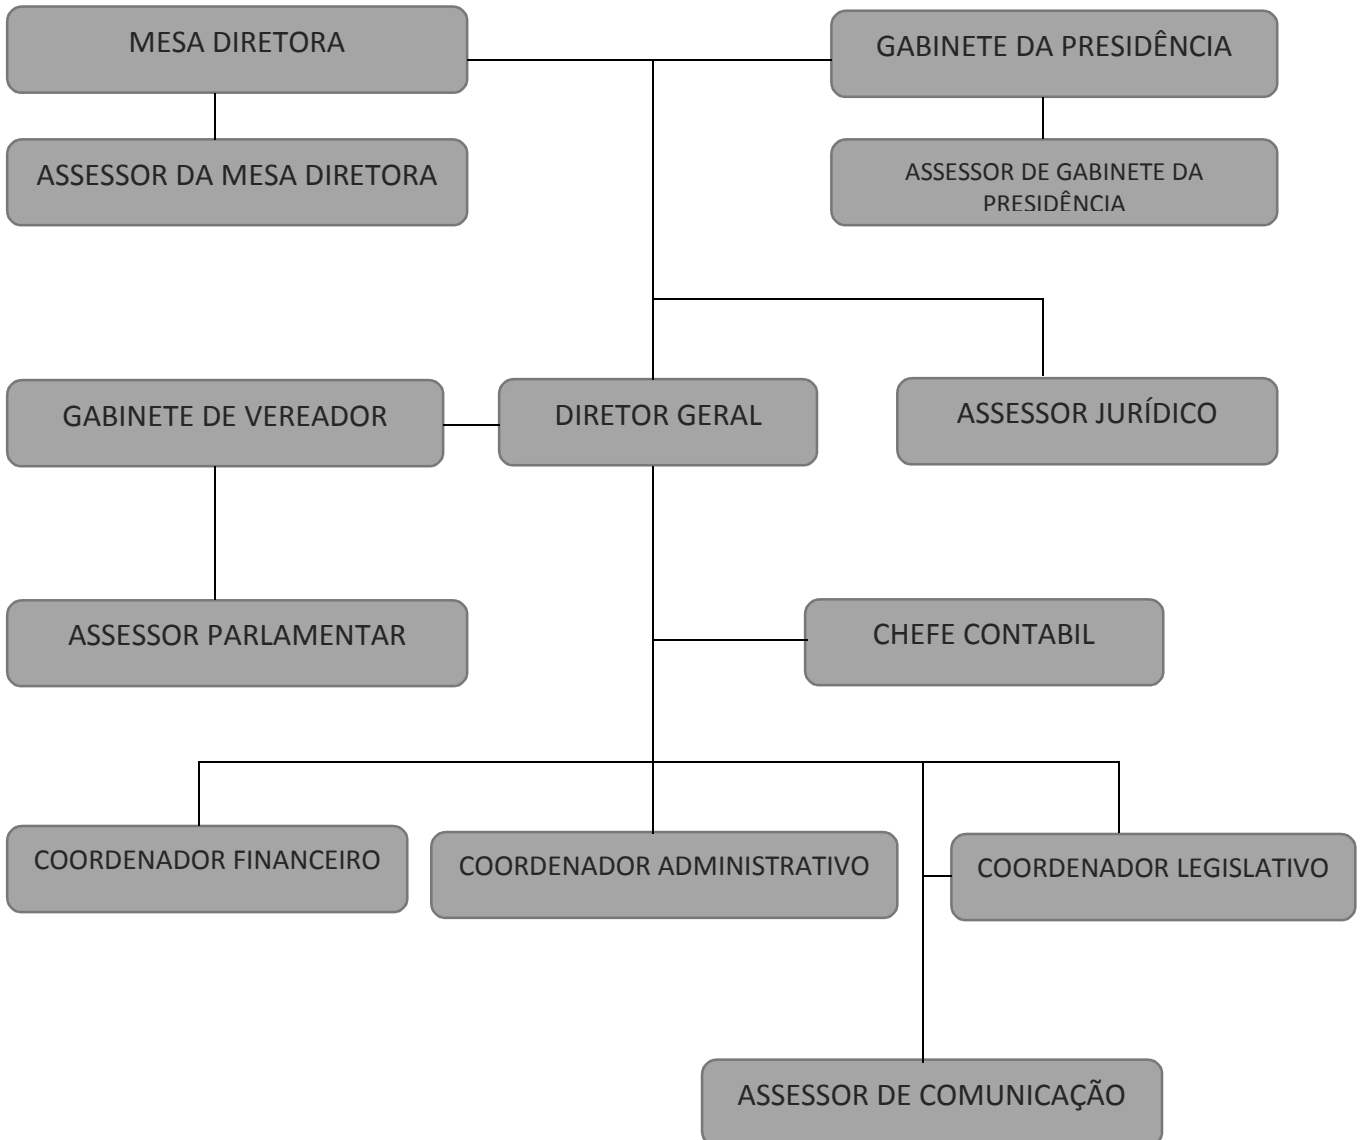 MESA DIRETORA
GABINETE DA PRESIDÊNCIA
ASSESSOR DA MESA DIRETORA
ASSESSOR DE GABINETE DA
PRESIDÊNCIA
GABINETE DE VEREADOR
DIRETOR GERAL
ASSESSOR JURÍDICO
ASSESSOR PARLAMENTAR
CHEFE CONTABIL
COORDENADOR FINANCEIRO
COORDENADOR ADMINISTRATIVO
COORDENADOR LEGISLATIVO
ASSESSOR DE COMUNICAÇÃO